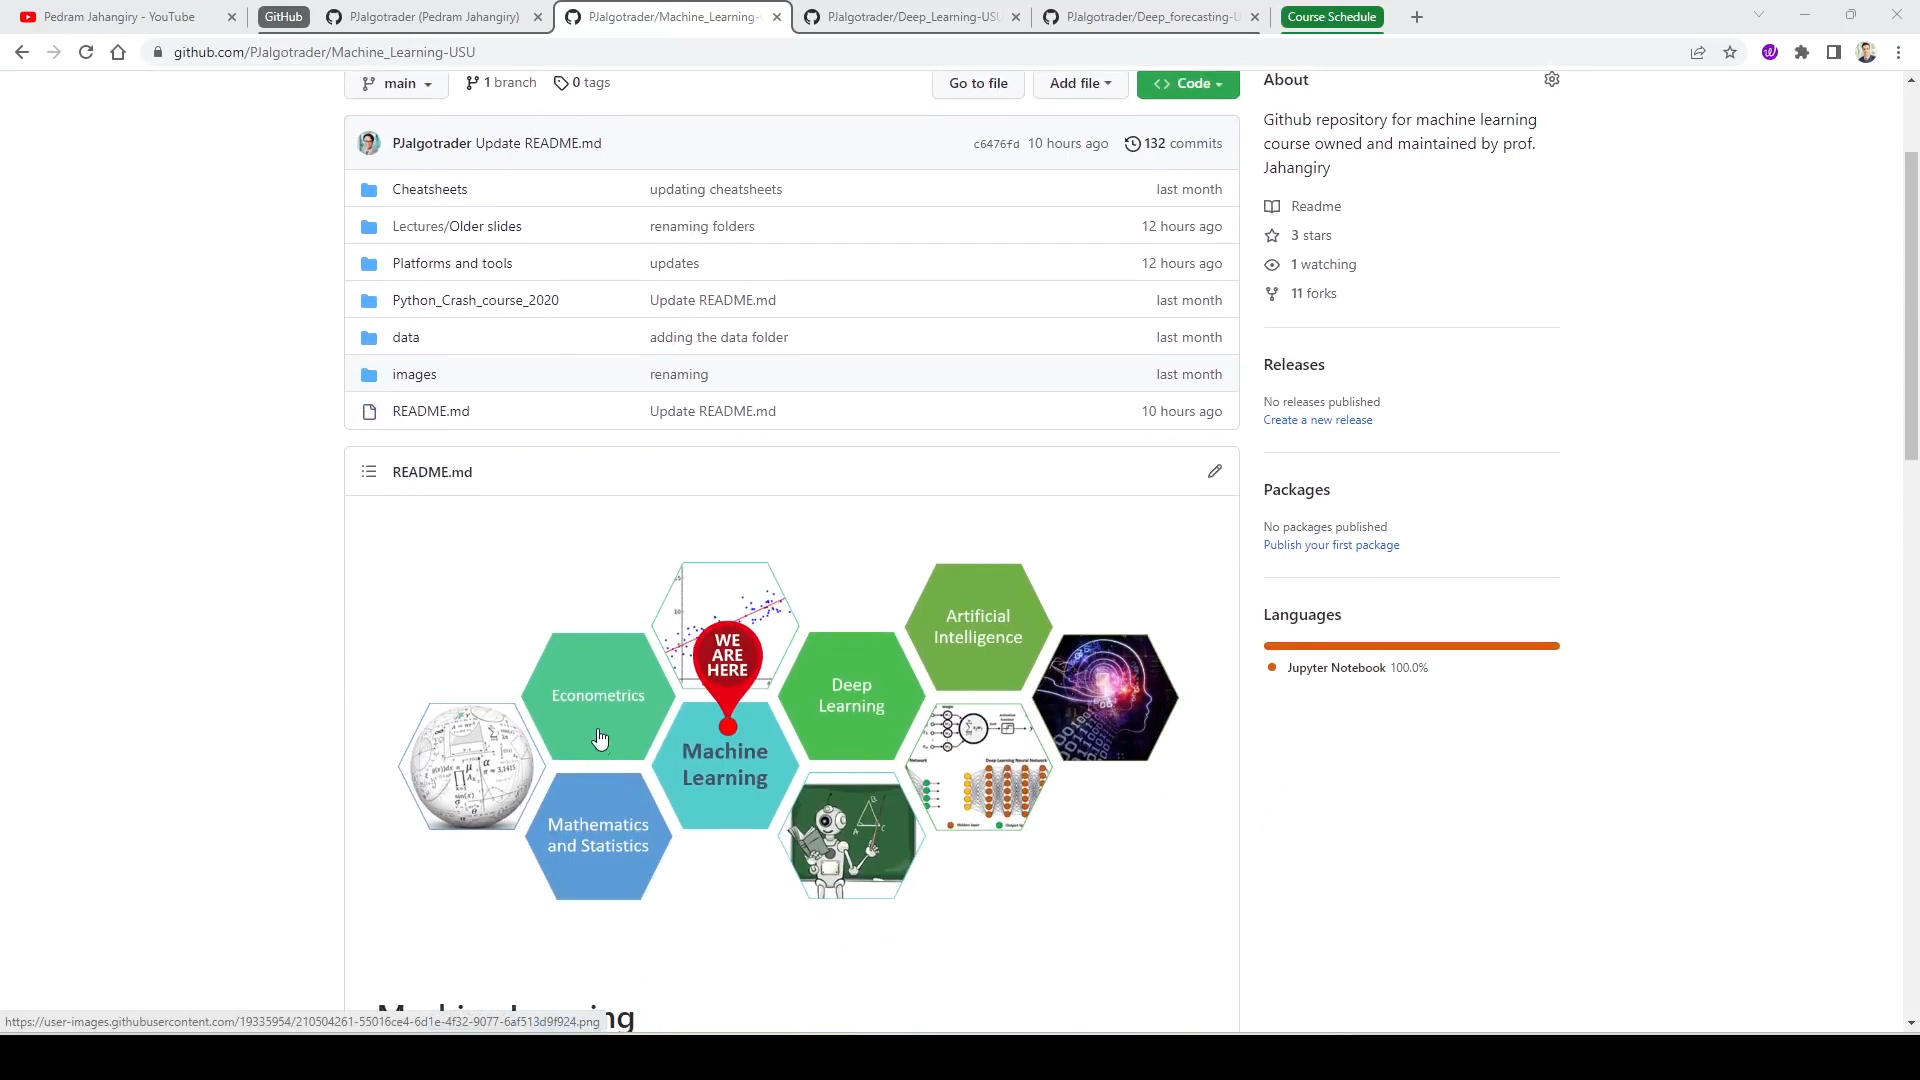 Pedram Jahangiry - YouTube
GitHub
PJalgotrader (Pedram Jahangiry)
PJalgotrader/Machine_Learning-
PJalgotrader/Deep_Learning-USU
PJalgotrader/Deep_forecasting-U
Course Schedule
github.com/PJalgotrader/Machine_Learning-USU
main
1 branch
0 tags
Go to file
Add file
Code
PJalgotrader Update README.md
c6476fd 10 hours ago
132 commits
Cheatsheets updating cheatsheets last month
Lectures/Older slides renaming folders 12 hours ago
Platforms and tools updates 12 hours ago
Python_Crash_course_2020 Update README.md last month
data adding the data folder last month
images renaming last month
README.md Update README.md 10 hours ago
About
Github repository for machine learning
course owned and maintained by prof.
Jahangiry
Readme
3 stars
1 watching
11 forks
Releases
No releases published
Create a new release
Packages
No packages published
Publish your first package
Languages
Jupyter Notebook 100.0%
README.md
Econometrics
Mathematics
and Statistics
WE
ARE
HERE
Machine
Learning
Deep
Learning
Artificial
Intelligence
Deep Learning Neural Network
https://user-images.githubusercontent.com/19335954/210504261-55016ce4-6d1e-4f32-9077-6af513d9f924.png